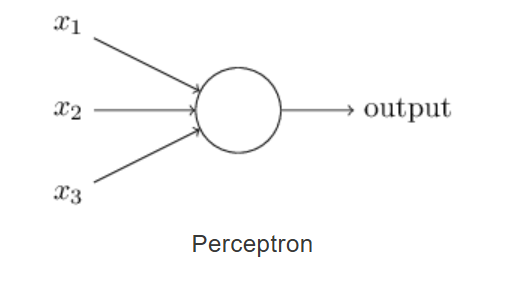 x₁
x₂
output
x₃
Perceptron